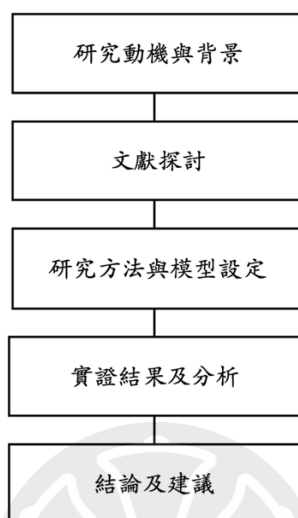 研究動機與背景
文獻探討
研究方法與模型設定
實證結果及分析
結論及建議